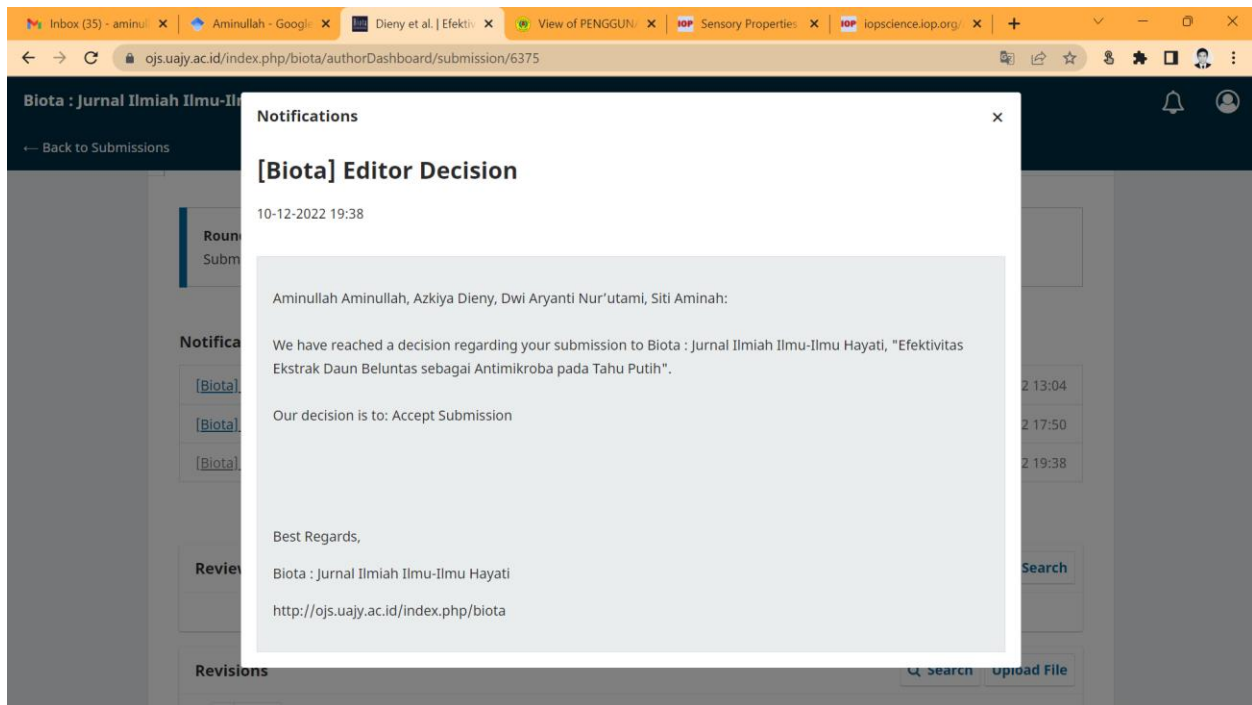 Inbox (35) - aminul
Aminullah - Google
Dieny et al. | Efektiv
View of PENGGUNA
IOP Sensory Properties
IOP iopscience.iop.org/
ojs.uajy.ac.id/index.php/biota/authorDashboard/submission/6375
Biota : Jurnal Ilmiah Ilmu-Ilm
← Back to Submissions
Notifications
[Biota] Editor Decision
10-12-2022 19:38
Roun
Subm
Aminullah Aminullah, Azkiya Dieny, Dwi Aryanti Nur'utami, Siti Aminah:
We have reached a decision regarding your submission to Biota : Jurnal Ilmiah Ilmu-Ilmu Hayati, "Efektivitas
Ekstrak Daun Beluntas sebagai Antimikroba pada Tahu Putih".
Our decision is to: Accept Submission
Notifica
[Biota]
2 13:04
[Biota]
2 17:50
[Biota]
2 19:38
Best Regards,
Biota : Jurnal Ilmiah Ilmu-Ilmu Hayati
http://ojs.uajy.ac.id/index.php/biota
Review
Search
Revisions
Search
Upload File